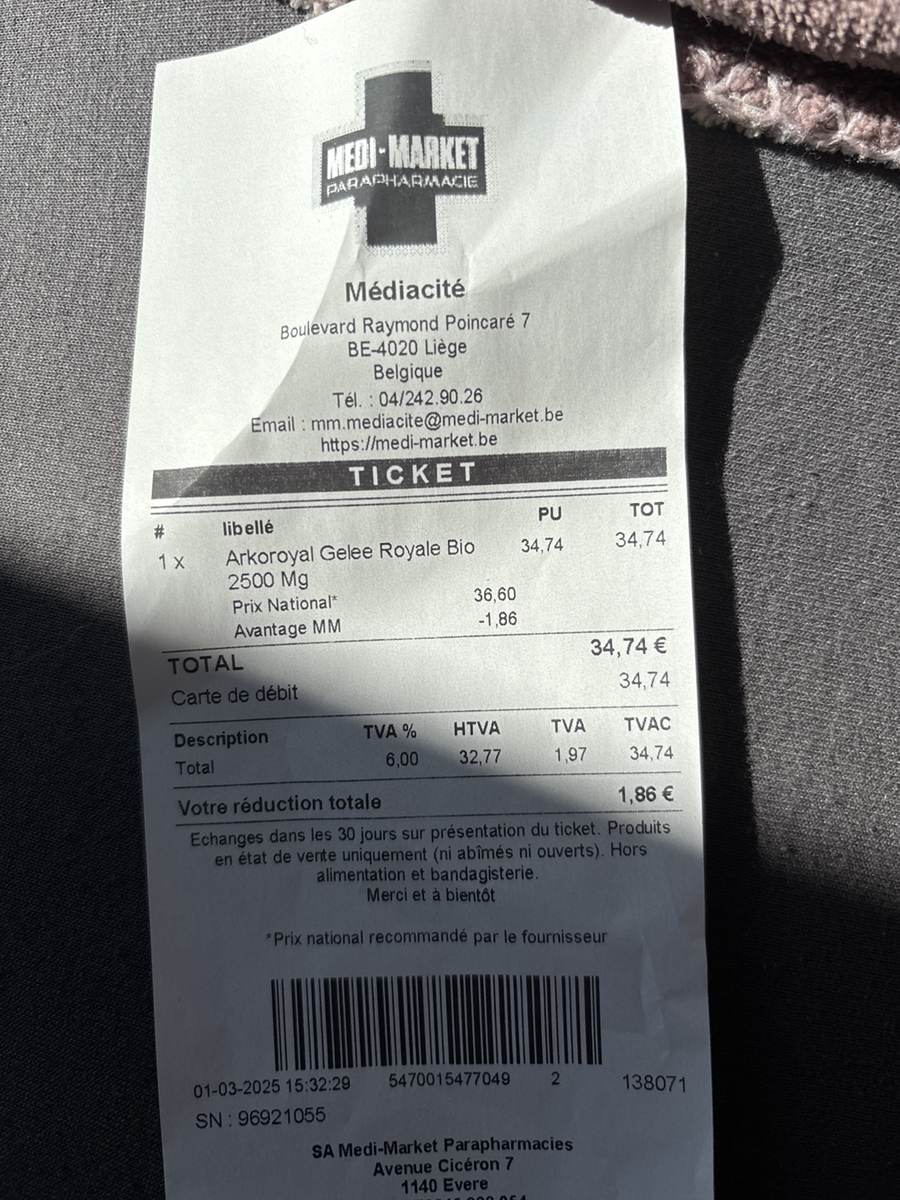 MEDI-MARKET
PARAPHARMACIE
Médiacité
Boulevard Raymond Poincaré 7
BE-4020 Liège
Belgique
Tél. : 04/242.90.26
Email : mm.mediacite@medi-market.be
https://medi-market.be
TICKET
# libellé PU TOT
1 x Arkoroyal Gelee Royale Bio 34,74 34,74
2500 Mg
Prix National* 36,60
Avantage MM -1,86
TOTAL 34,74 €
Carte de débit 34,74
Description TVA % HTVA TVA TVAC
Total 6,00 32,77 1,97 34,74
Votre réduction totale 1,86 €
Echanges dans les 30 jours sur présentation du ticket. Produits
en état de vente uniquement (ni abîmés ni ouverts). Hors
alimentation et bandagisterie.
Merci et à bientôt
*Prix national recommandé par le fournisseur
01-03-2025 15:32:29 5470015477049 2 138071
SN : 96921055
SA Medi-Market Parapharmacies
Avenue Cicéron 7
1140 Evere